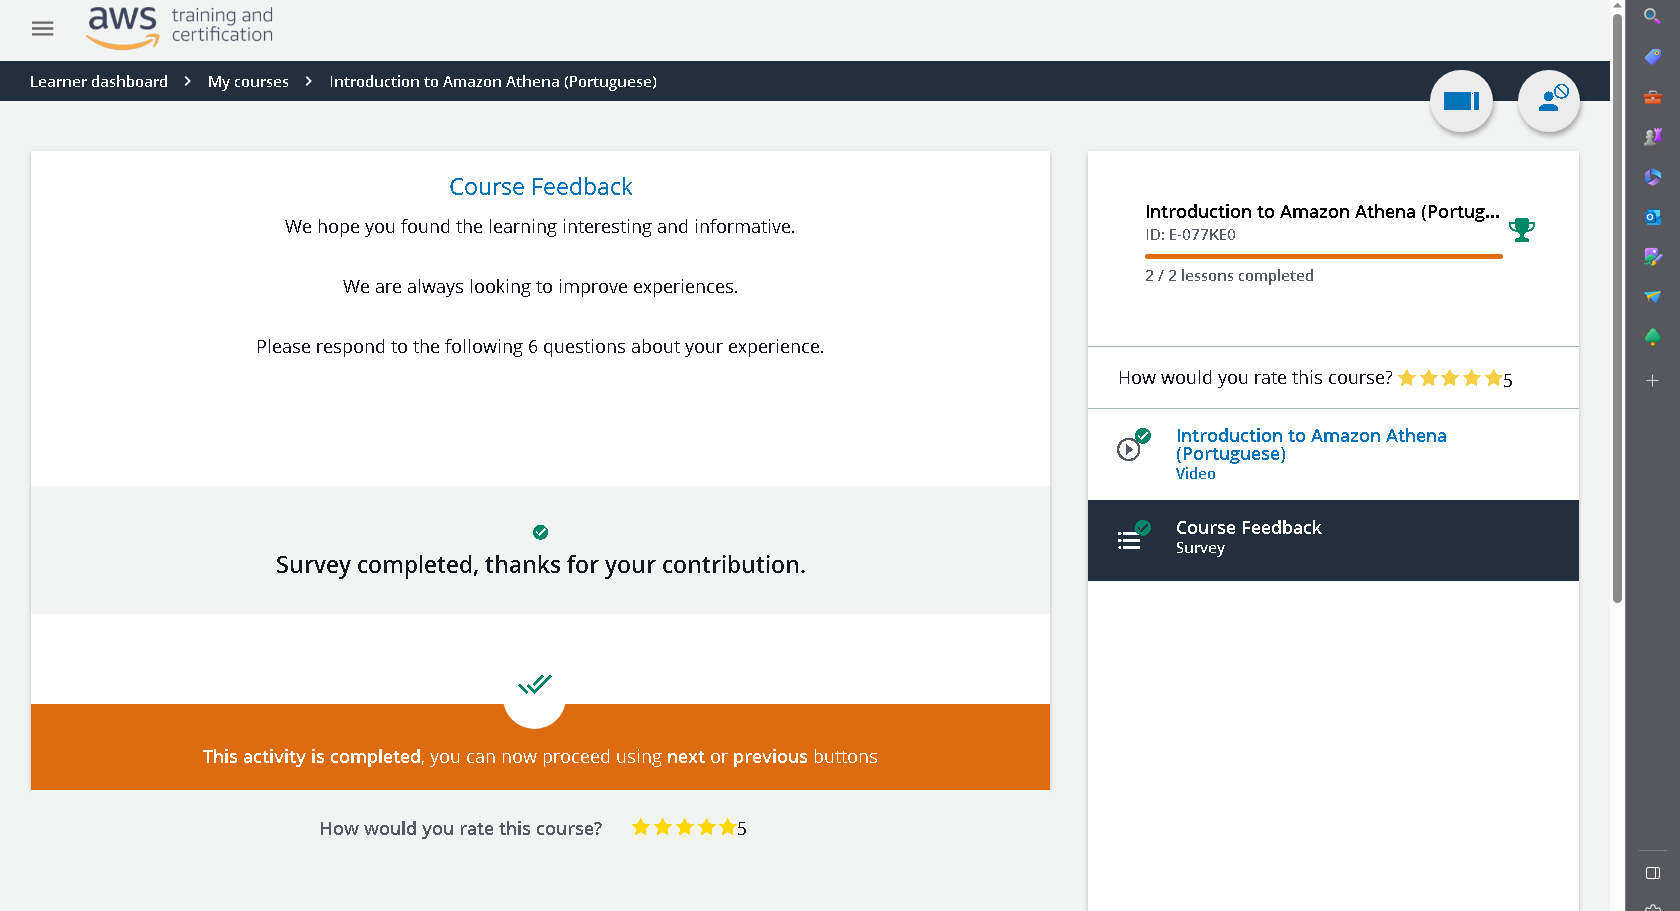 aws training and
certification
Learner dashboard > My courses > Introduction to Amazon Athena (Portuguese)
Course Feedback
We hope you found the learning interesting and informative.
We are always looking to improve experiences.
Please respond to the following 6 questions about your experience.
Survey completed, thanks for your contribution.
This activity is completed, you can now proceed using next or previous buttons
How would you rate this course? 5
Introduction to Amazon Athena (Portug...
ID: E-077KE0
2 / 2 lessons completed
How would you rate this course? 5
Introduction to Amazon Athena
(Portuguese)
Video
Course Feedback
Survey